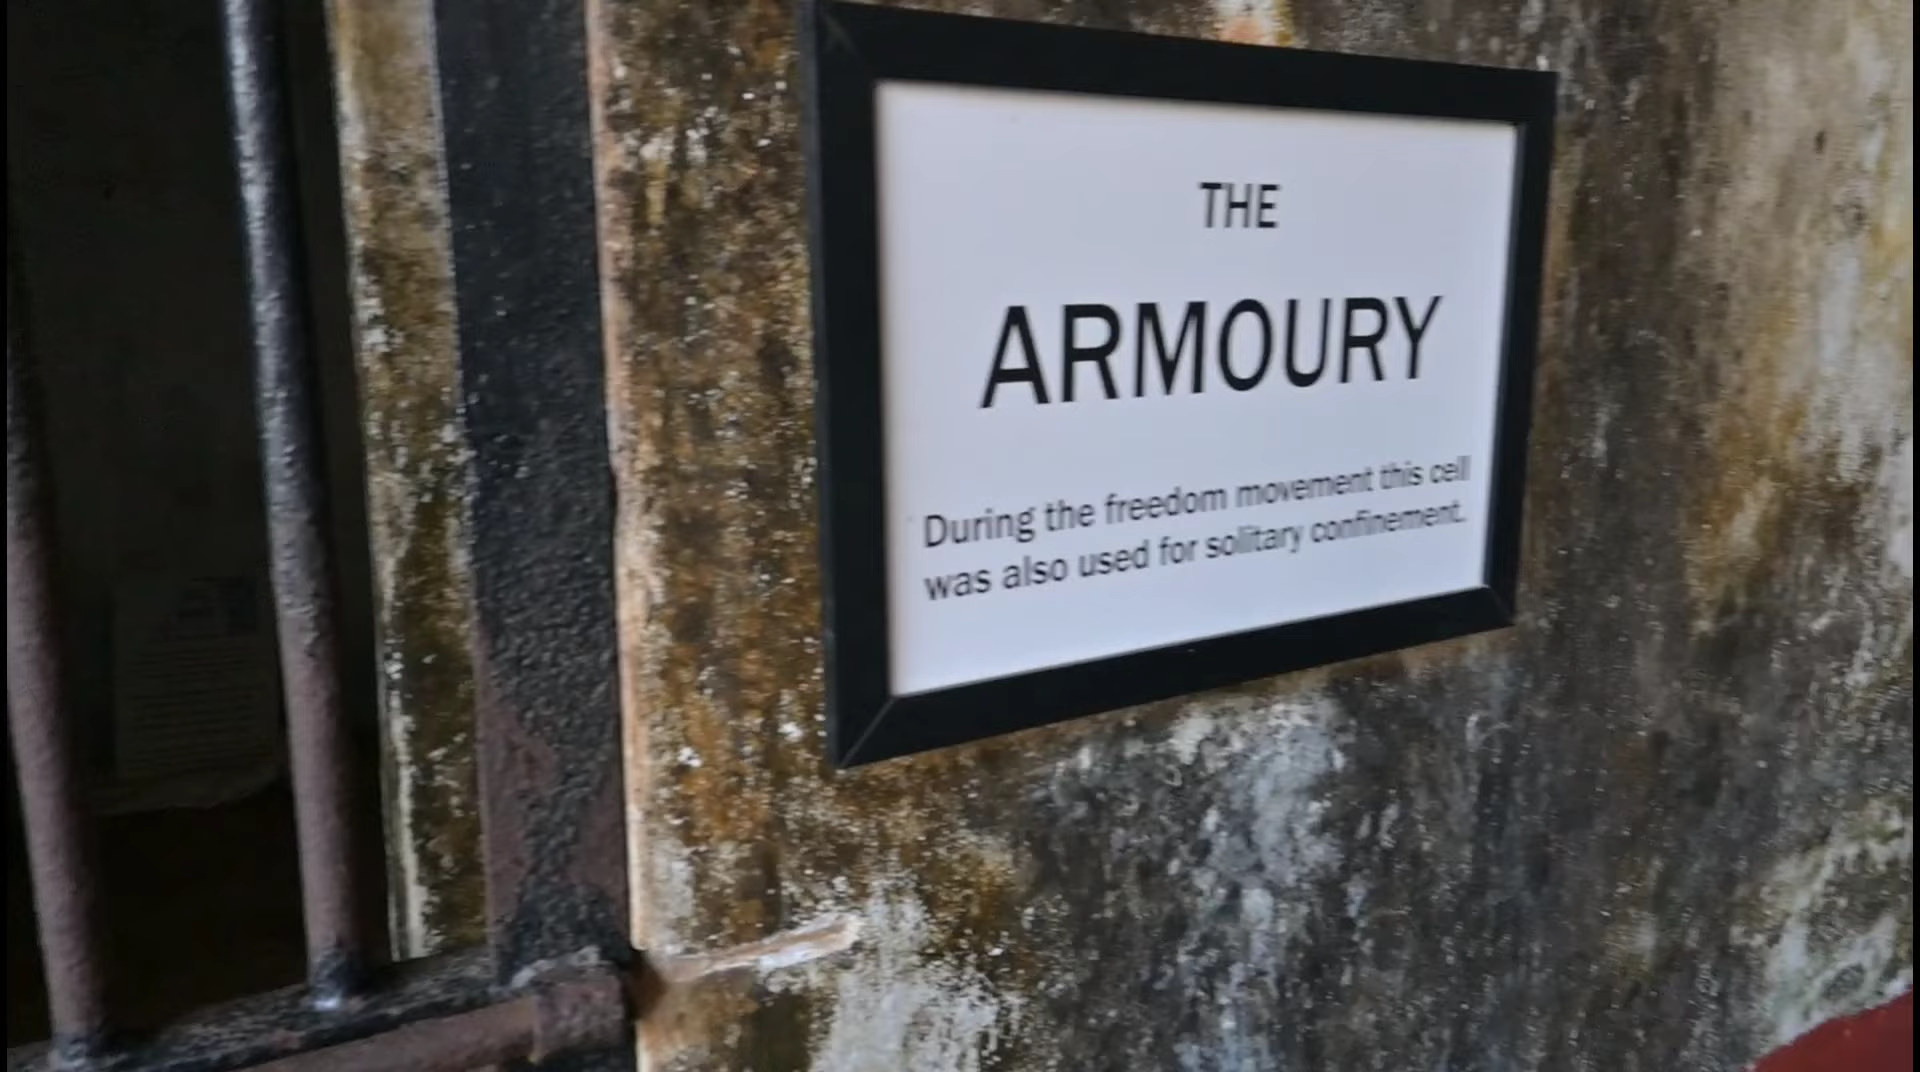 THE
ARMOURY
During the freedom movement this cell
was also used for solitary confinement.